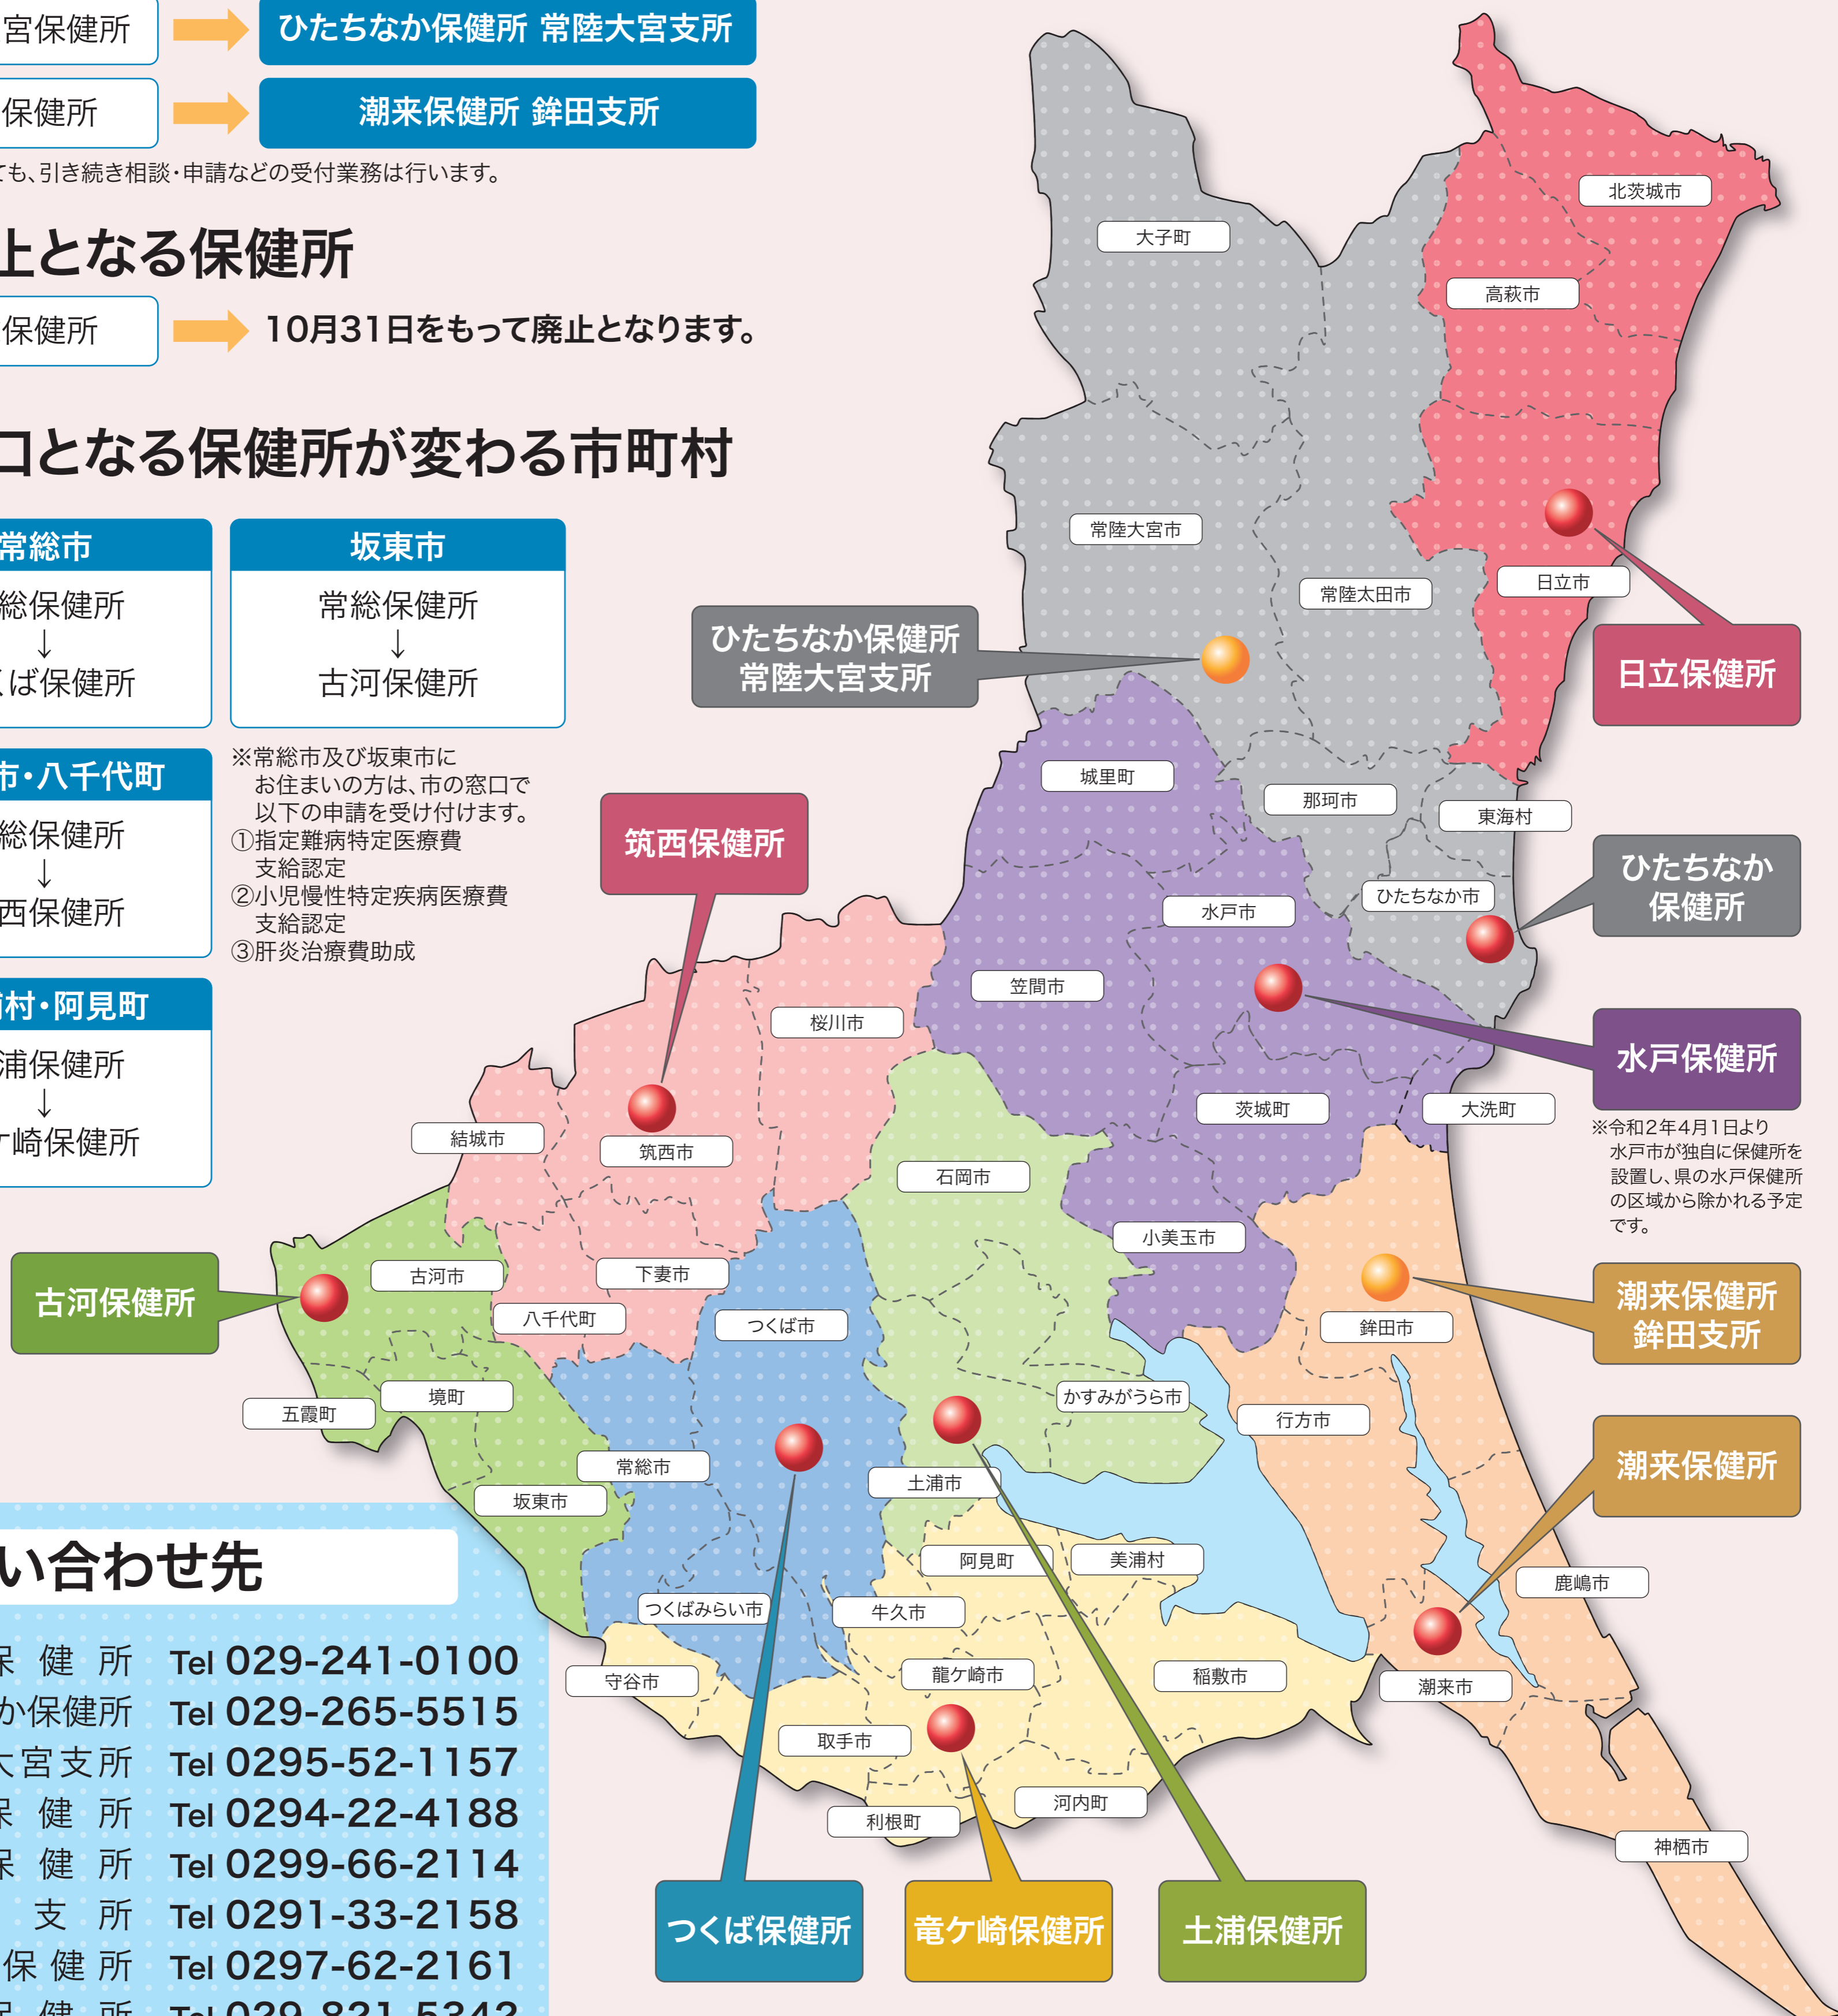 宮保健所
ひたちなか保健所 常陸大宮支所
保健所
潮来保健所 鉾田支所
ても、引き続き相談・申請などの受付業務は行います。
止となる保健所
保健所
10月31日をもって廃止となります。
口となる保健所が変わる市町村
常総市
総保健所
↓
くば保健所
坂東市
常総保健所
↓
古河保健所
市・八千代町
総保健所
↓
西保健所
※常総市及び坂東市に
お住まいの方は、市の窓口で
以下の申請を受け付けます。
①指定難病特定医療費
支給認定
②小児慢性特定疾病医療費
支給認定
③肝炎治療費助成
浦村・阿見町
浦保健所
↓
ケ崎保健所
い合わせ先
保健所 Tel 029-241-0100
か保健所 Tel 029-265-5515
大宮支所 Tel 0295-52-1157
保健所 Tel 0294-22-4188
保健所 Tel 0299-66-2114
支所 Tel 0291-33-2158
保健所 Tel 0297-62-2161
保健所 Tel 029-821-5342
北茨城市
大子町
高萩市
常陸大宮市
日立市
常陸太田市
ひたちなか保健所
常陸大宮支所
日立保健所
城里町
那珂市
東海村
筑西保健所
ひたちなか
保健所
ひたちなか市
水戸市
笠間市
桜川市
水戸保健所
※令和2年4月1日より
水戸市が独自に保健所を
設置し、県の水戸保健所
の区域から除かれる予定
です。
茨城町
大洗町
結城市
筑西市
石岡市
小美玉市
古河市
下妻市
古河保健所
八千代町
つくば市
鉾田市
潮来保健所
鉾田支所
境町
五霞町
かすみがうら市
行方市
潮来保健所
常総市
土浦市
坂東市
阿見町
美浦村
鹿嶋市
つくばみらい市
牛久市
守谷市
龍ケ崎市
稲敷市
潮来市
取手市
利根町
河内町
神栖市
つくば保健所
竜ケ崎保健所
土浦保健所